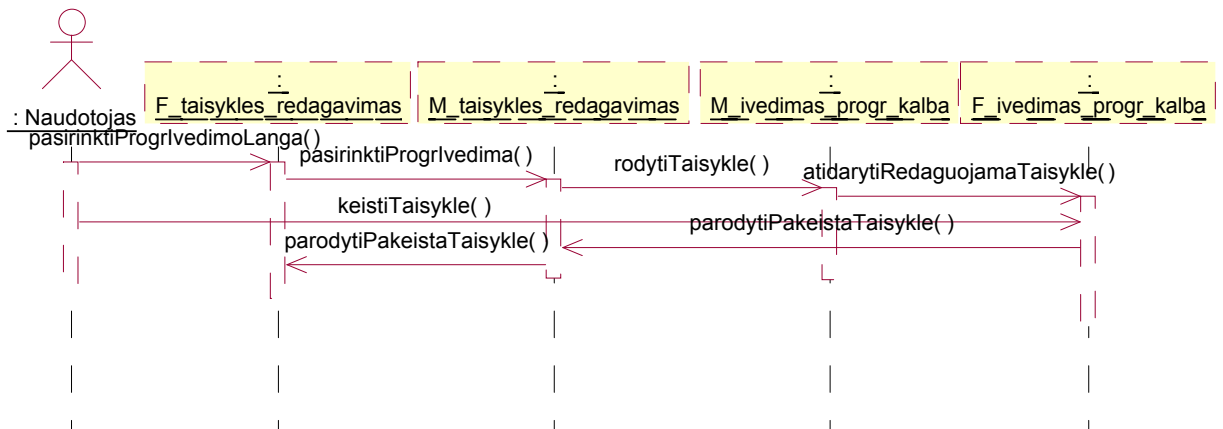 : Naudotojas
:
F_taisykles_redagavimas
:
M_taisykles_redagavimas
:
M_ivedimas_progr_kalba
:
F_ivedimas_progr_kalba
pasirinktiProgrIvedimoLanga()
pasirinktiProgrIvedima( )
rodytiTaisykle( )
atidarytiRedaguojamaTaisykle( )
keistiTaisykle( )
parodytiPakeistaTaisykle( )
parodytiPakeistaTaisykle( )